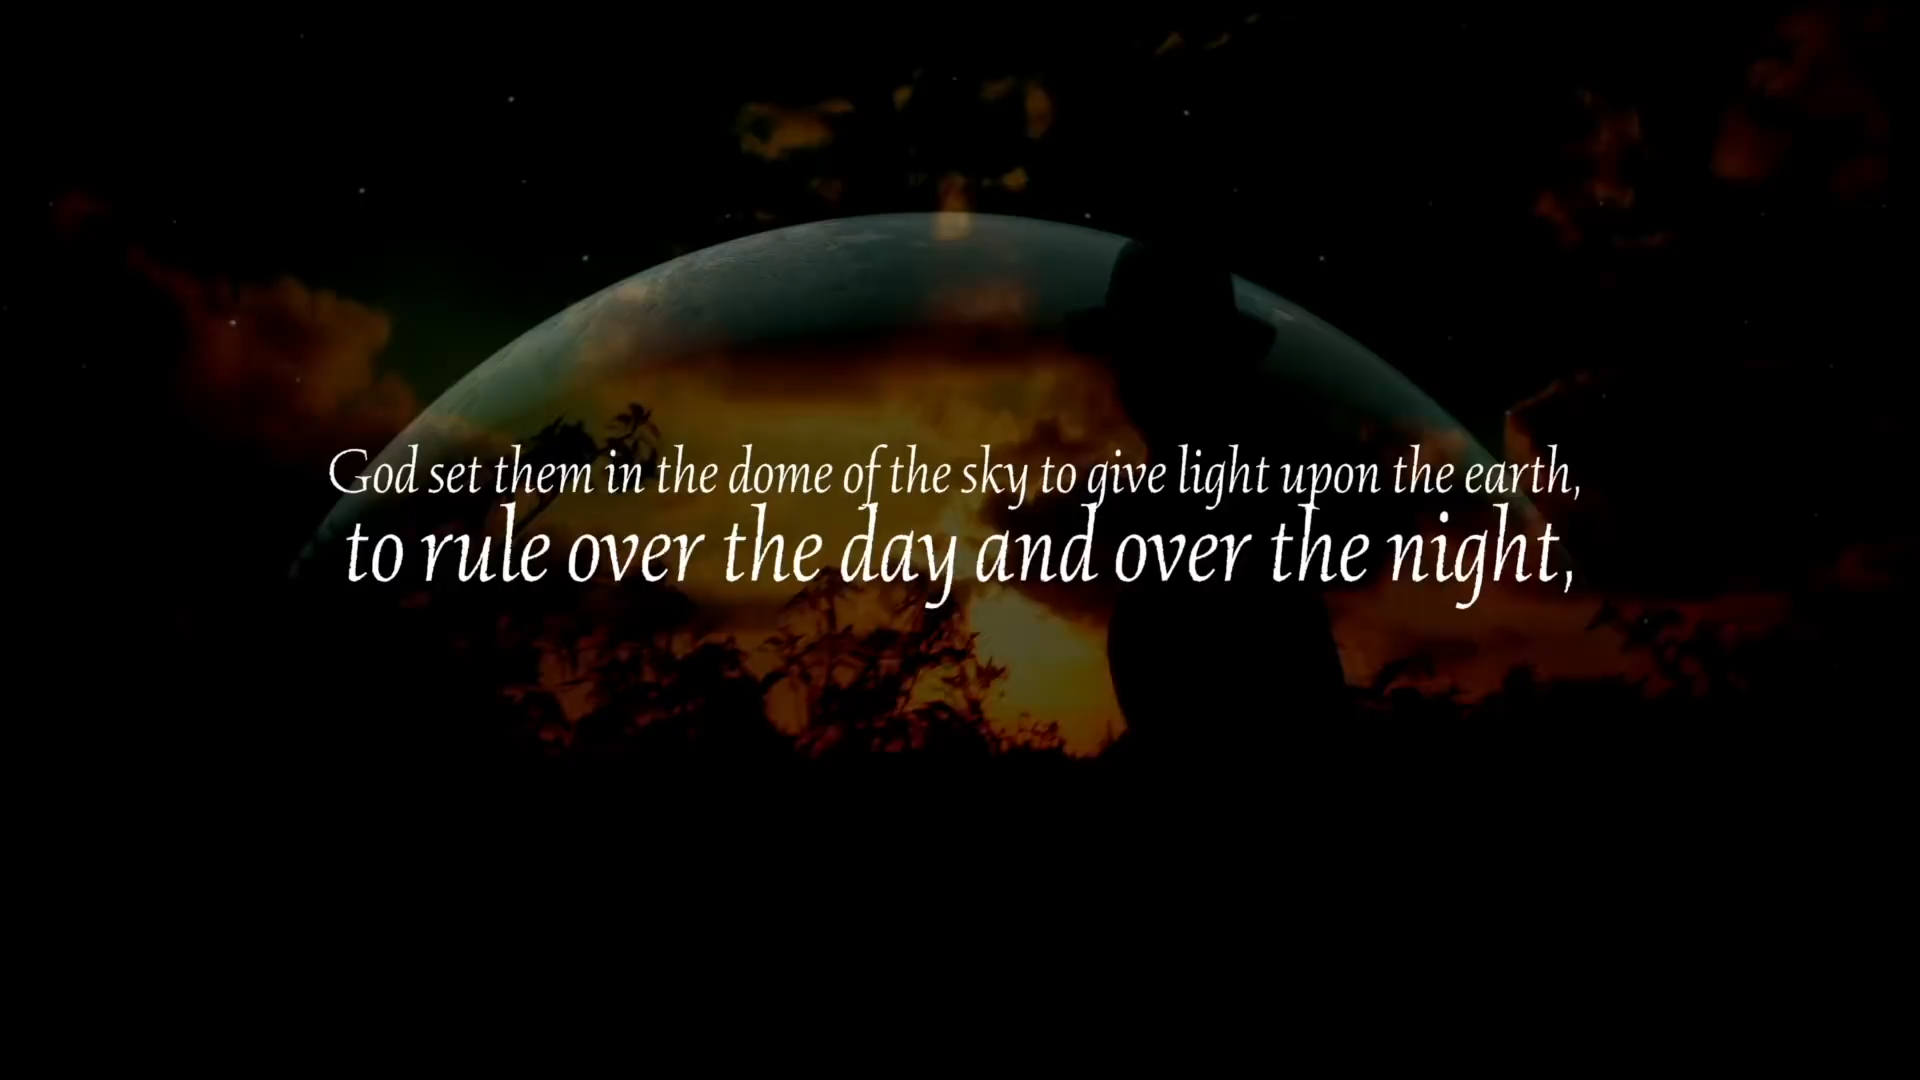 God set them in the dome of the sky to give light upon the earth,
to rule over the day and over the night,